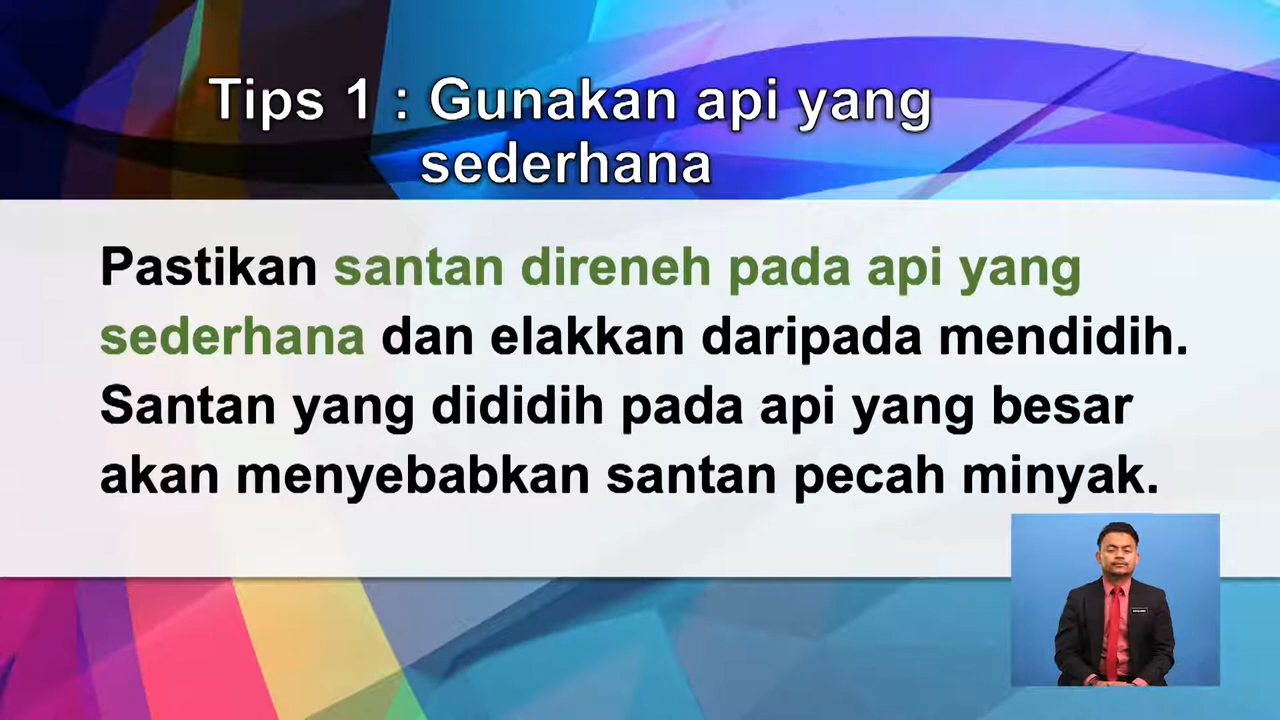 Tips 1 : Gunakan api yang
sederhana
Pastikan santan direneh pada api yang
sederhana dan elakkan daripada mendidih.
Santan yang dididih pada api yang besar
akan menyebabkan santan pecah minyak.